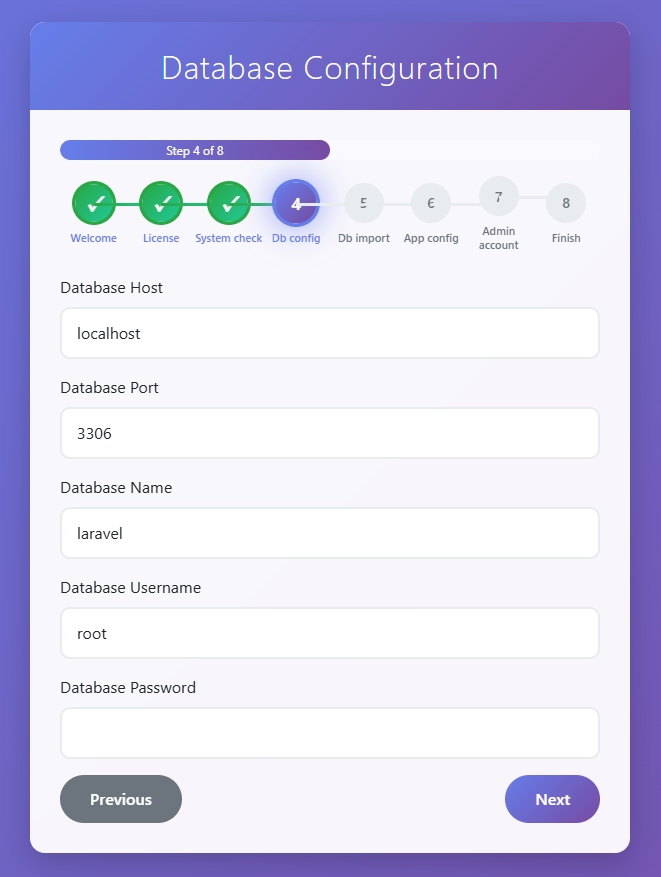 Database Configuration
Step 4 of 8
4 5 6 7 8
Welcome License System check Db config Db import App config Admin account Finish
Database Host
localhost
Database Port
3306
Database Name
laravel
Database Username
root
Database Password
Previous Next